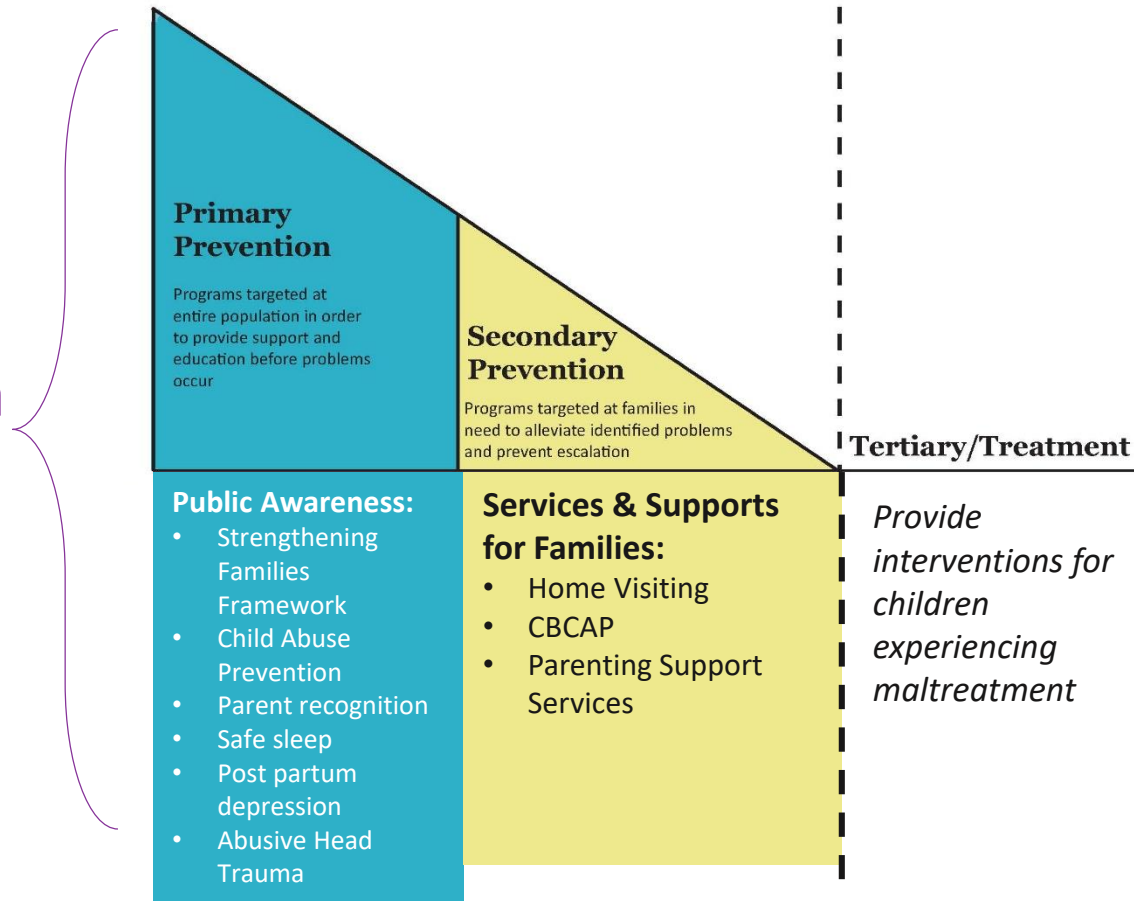 Primary
Prevention
Programs targeted at
entire population in order
to provide support and
education before problems
occur
Secondary
Prevention
Programs targeted at families in
need to alleviate identified problems
and prevent escalation
Tertiary/Treatment
Public Awareness:
• Strengthening
Families
Framework
• Child Abuse
Prevention
• Parent recognition
• Safe sleep
• Post partum
depression
• Abusive Head
Trauma
Services & Supports
for Families:
• Home Visiting
• CBCAP
• Parenting Support
Services
Provide
interventions for
children
experiencing
maltreatment